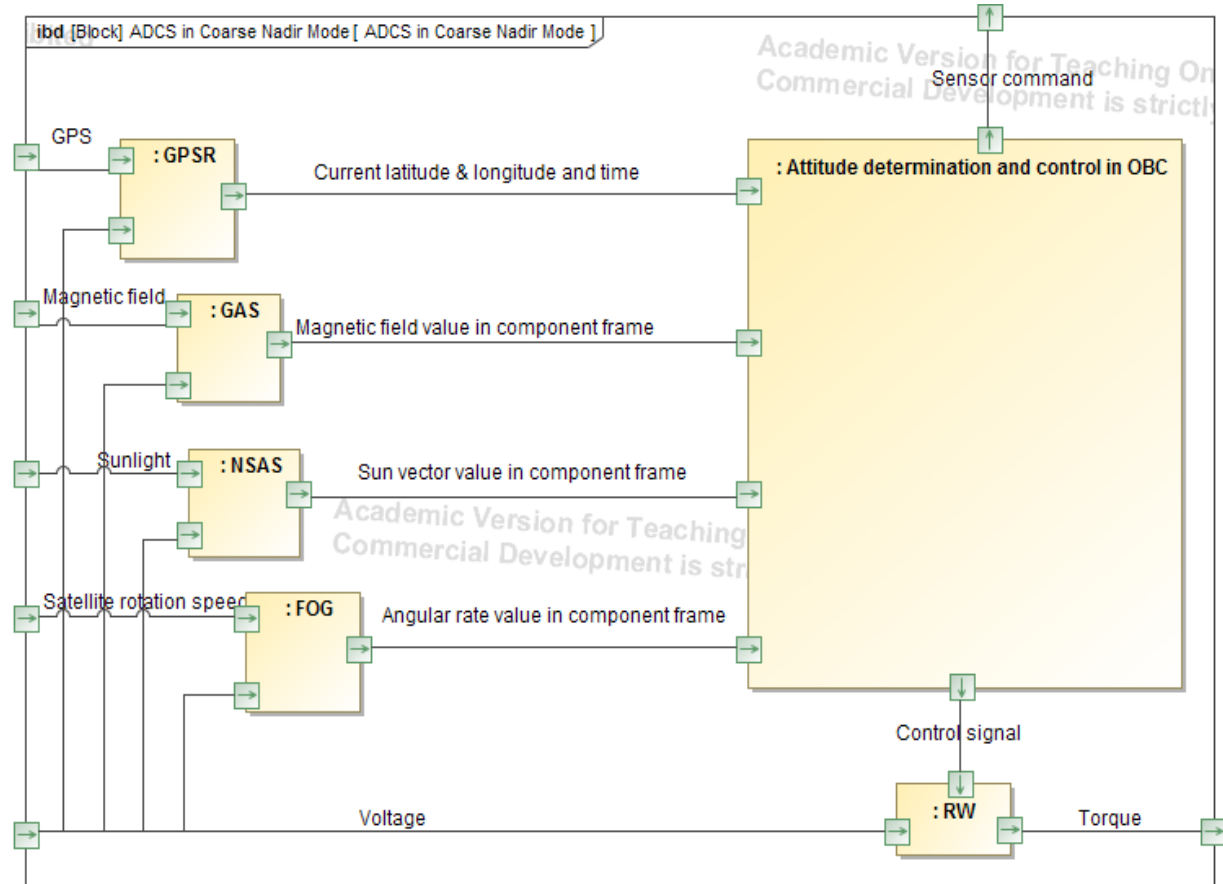 ibd [Block] ADCS in Coarse Nadir Mode [ ADCS in Coarse Nadir Mode ]
Academic Version for Teaching On
Commercial Development is strictly
Sensor command
GPS
: GPSR
Current latitude & longitude and time
: Attitude determination and control in OBC
Magnetic field
: GAS
Magnetic field value in component frame
Sunlight
: NSAS
Sun vector value in component frame
Academic Version for Teaching
Commercial Development is str
Satellite rotation speed
: FOG
Angular rate value in component frame
Control signal
Voltage
: RW
Torque